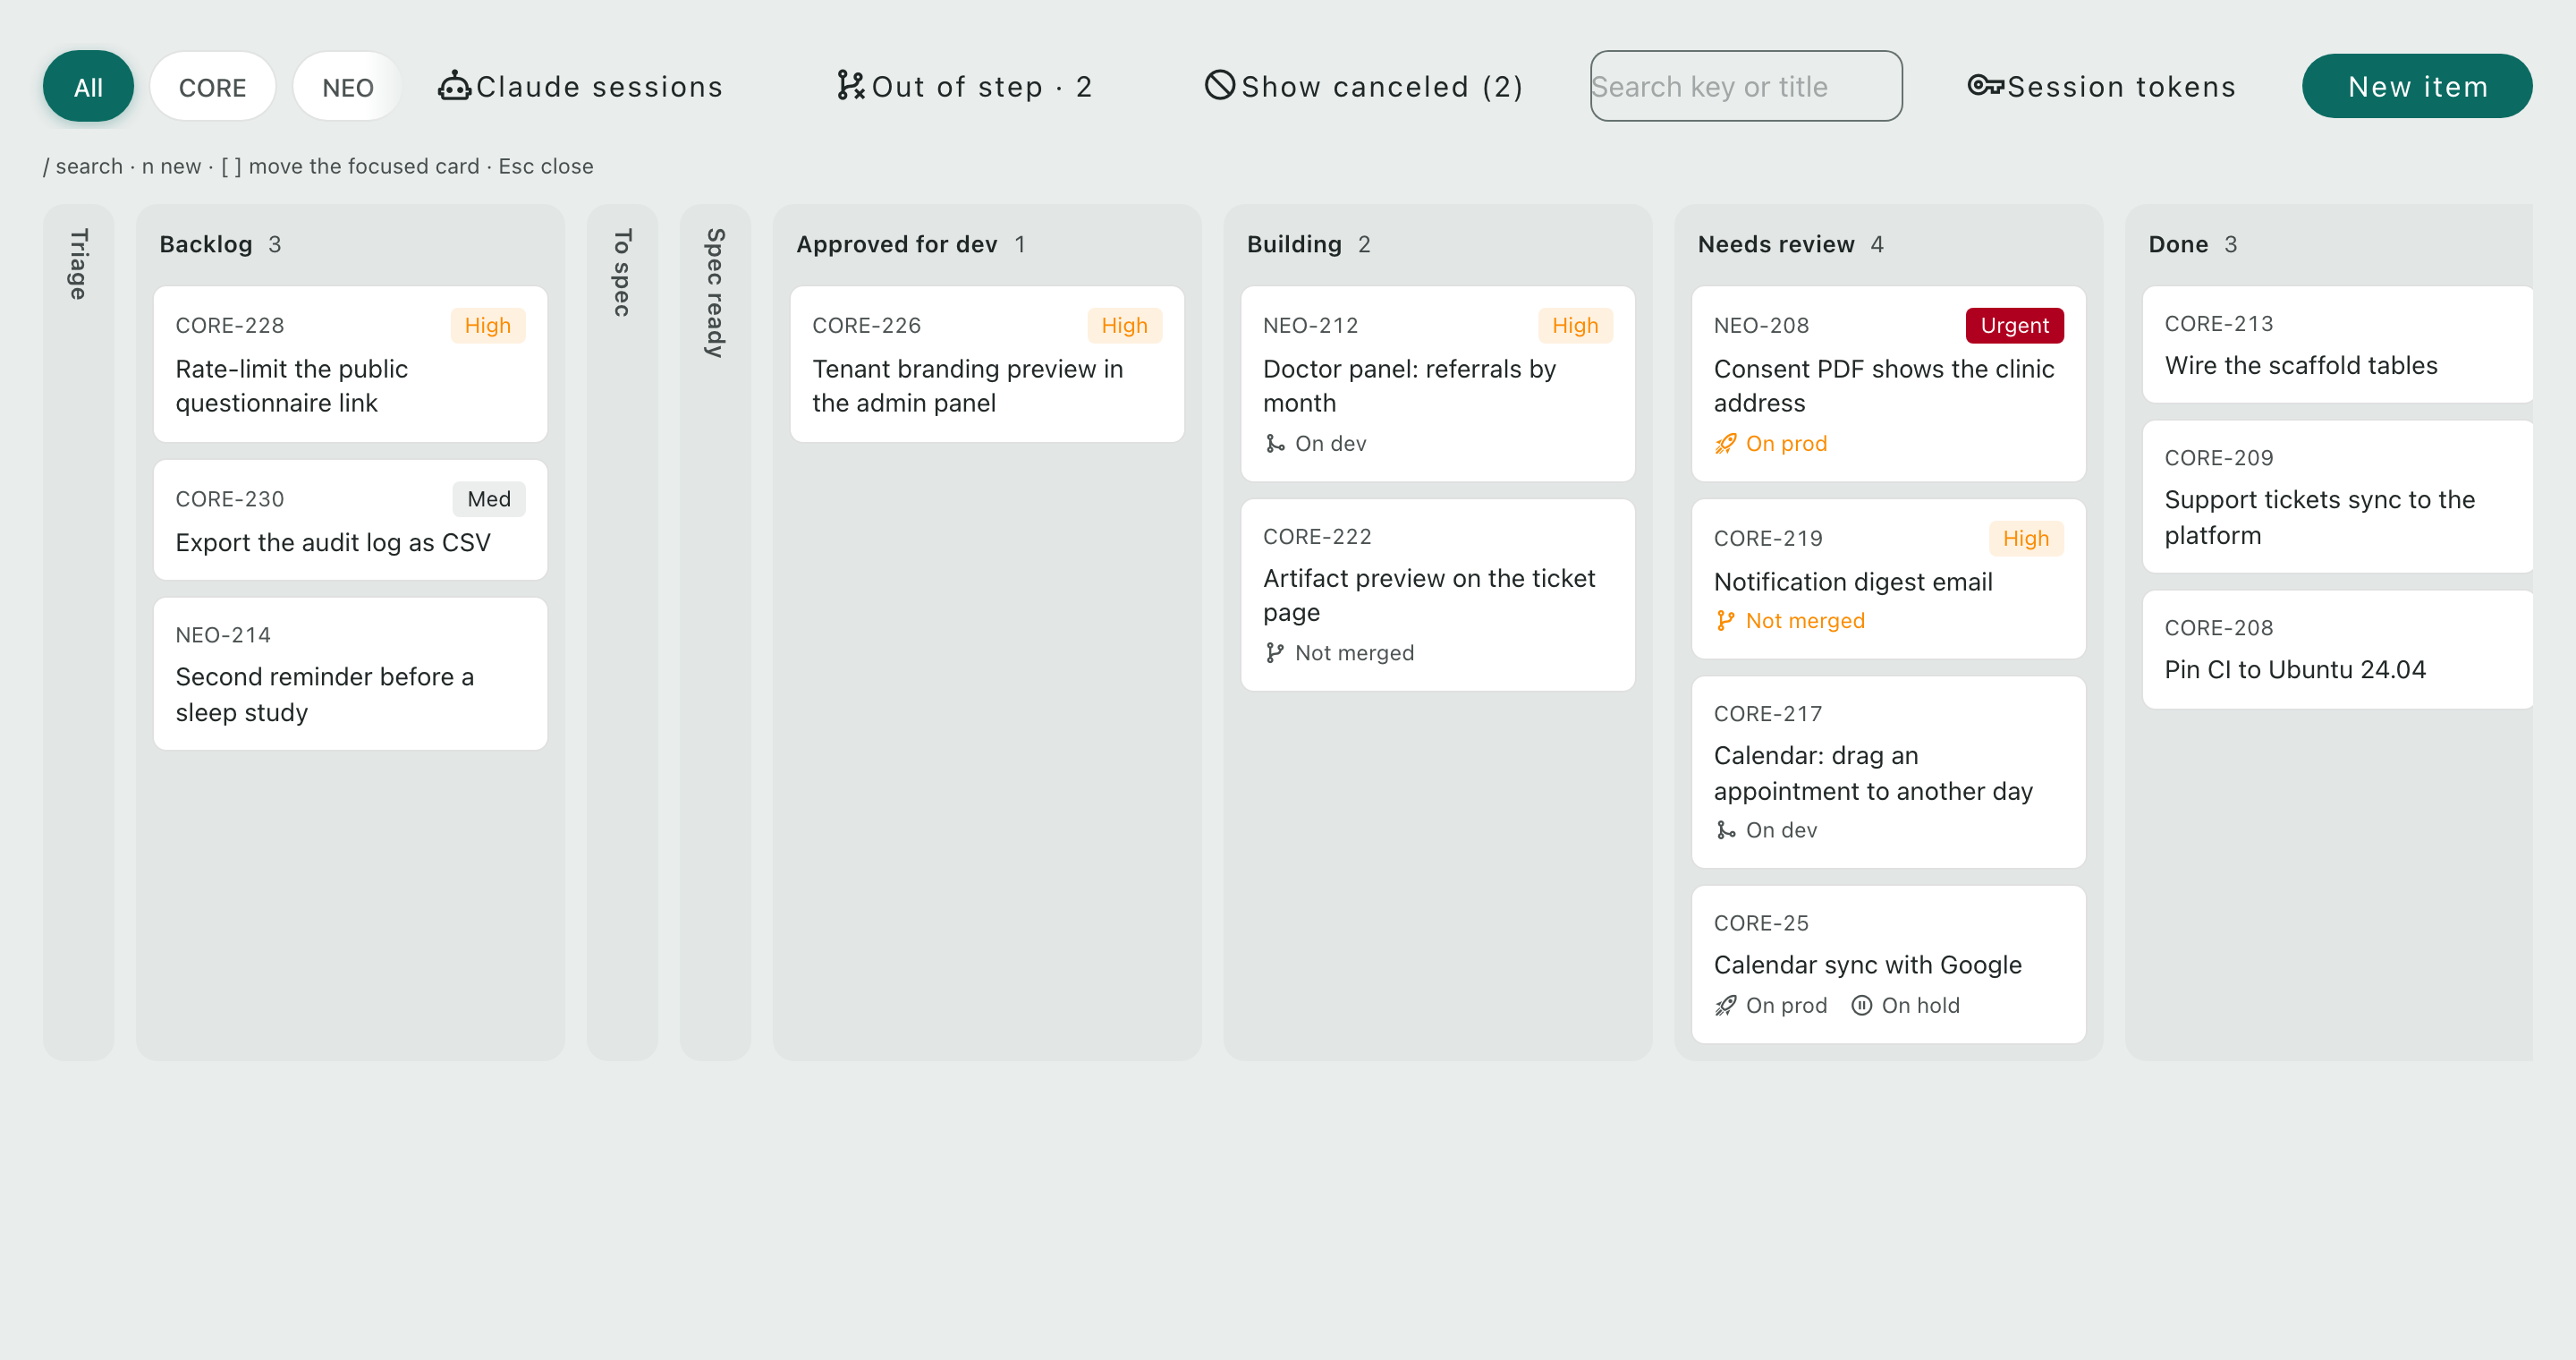 All
CORE
NEO
Claude sessions
Out of step · 2
Show canceled (2)
Search key or title
Session tokens
New item
/ search · n new · [ ] move the focused card · Esc close
Triage
Backlog 3
CORE-228
High
Rate-limit the public
questionnaire link
CORE-230
Med
Export the audit log as CSV
NEO-214
Second reminder before a
sleep study
To spec
Spec ready
Approved for dev 1
CORE-226
High
Tenant branding preview in
the admin panel
Building 2
NEO-212
High
Doctor panel: referrals by
month
On dev
CORE-222
Artifact preview on the ticket
page
Not merged
Needs review 4
NEO-208
Urgent
Consent PDF shows the clinic
address
On prod
CORE-219
High
Notification digest email
Not merged
CORE-217
Calendar: drag an
appointment to another day
On dev
CORE-25
Calendar sync with Google
On prod
On hold
Done 3
CORE-213
Wire the scaffold tables
CORE-209
Support tickets sync to the
platform
CORE-208
Pin CI to Ubuntu 24.04